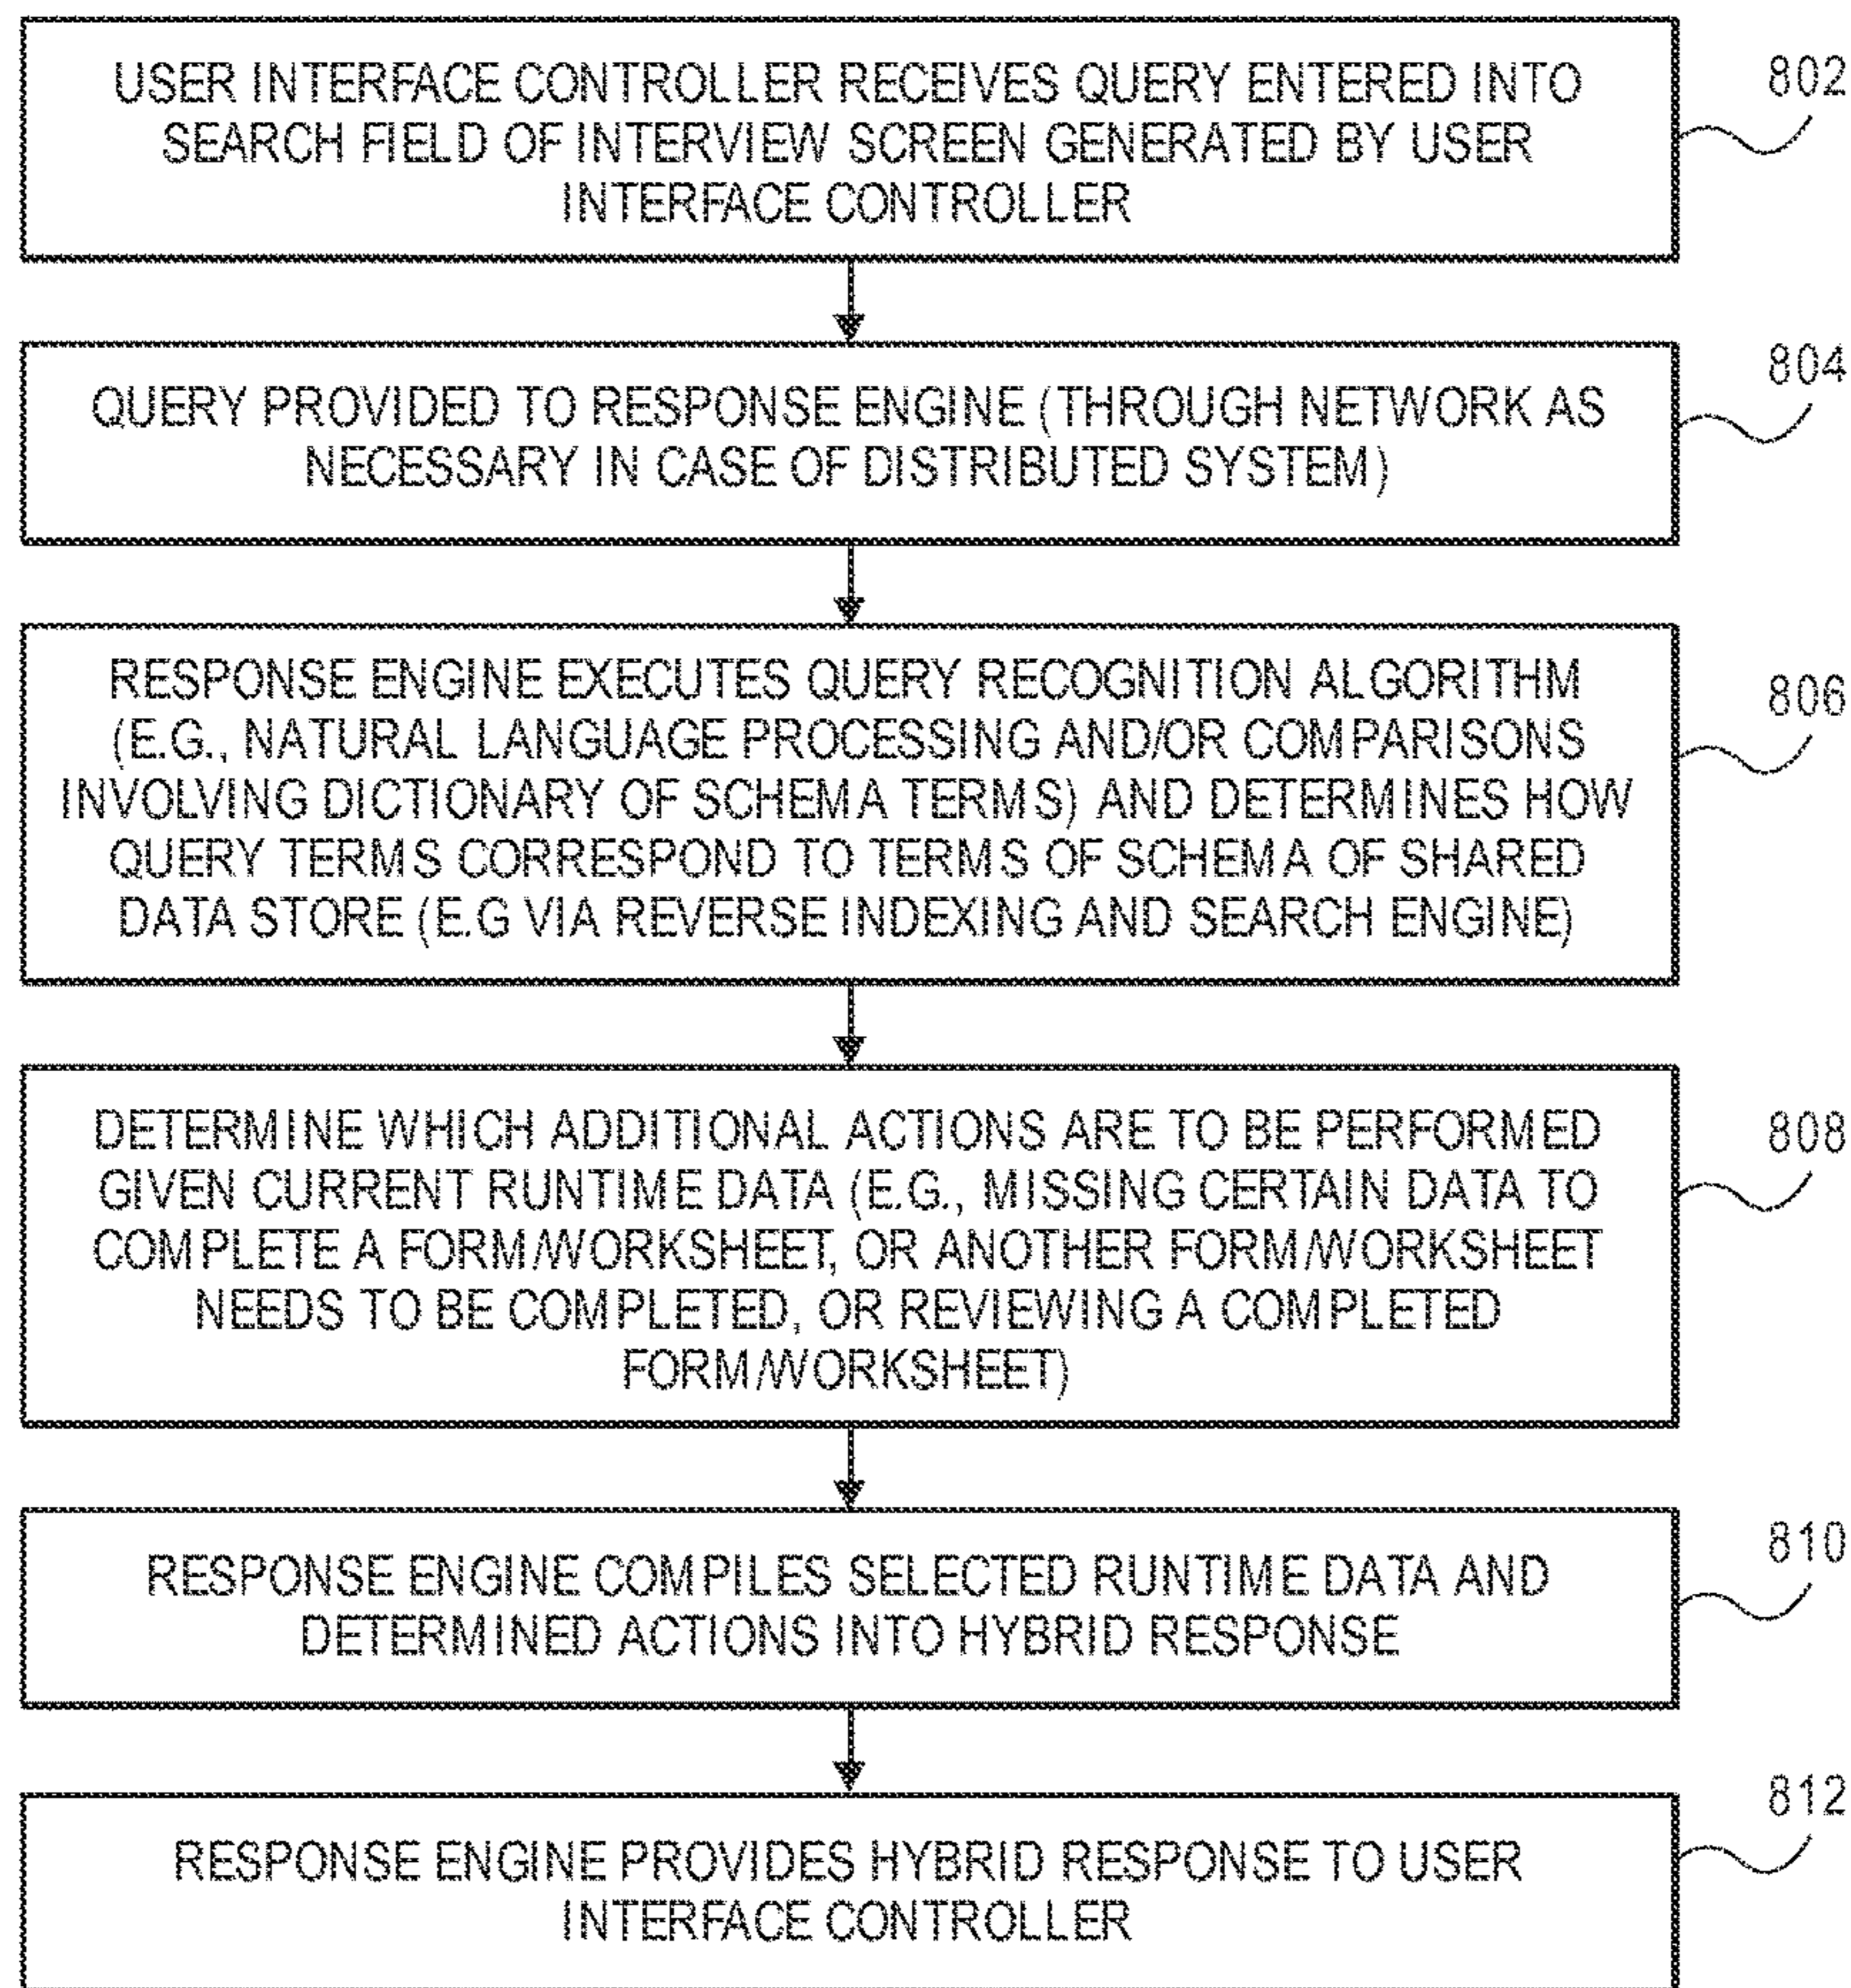 USER INTERFACE CONTROLLER RECEIVES QUERY ENTERED INTO
SEARCH FIELD OF INTERVIEW SCREEN GENERATED BY USER
INTERFACE CONTROLLER
802
QUERY PROVIDED TO RESPONSE ENGINE (THROUGH NETWORK AS
NECESSARY IN CASE OF DISTRIBUTED SYSTEM)
804
RESPONSE ENGINE EXECUTES QUERY RECOGNITION ALGORITHM
(E.G., NATURAL LANGUAGE PROCESSING AND/OR COMPARISONS
INVOLVING DICTIONARY OF SCHEMA TERMS) AND DETERMINES HOW
QUERY TERMS CORRESPOND TO TERMS OF SCHEMA OF SHARED
DATA STORE (E.G VIA REVERSE INDEXING AND SEARCH ENGINE)
806
DETERMINE WHICH ADDITIONAL ACTIONS ARE TO BE PERFORMED
GIVEN CURRENT RUNTIME DATA (E.G., MISSING CERTAIN DATA TO
COMPLETE A FORM/WORKSHEET, OR ANOTHER FORM/WORKSHEET
NEEDS TO BE COMPLETED, OR REVIEWING A COMPLETED
FORM/WORKSHEET)
808
RESPONSE ENGINE COMPILES SELECTED RUNTIME DATA AND
DETERMINED ACTIONS INTO HYBRID RESPONSE
810
RESPONSE ENGINE PROVIDES HYBRID RESPONSE TO USER
INTERFACE CONTROLLER
812